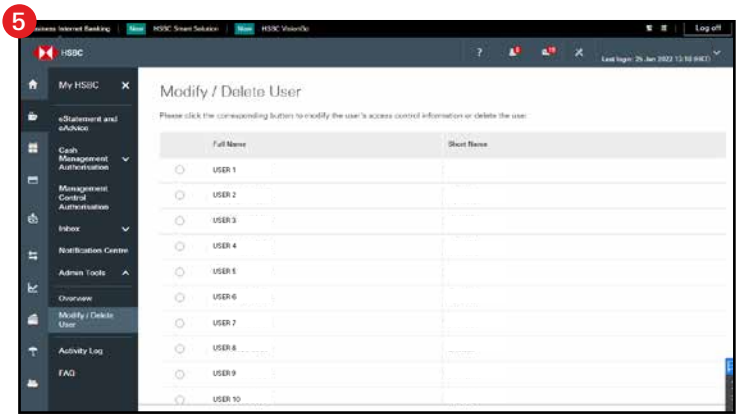 5
Business Internet Banking
New
HSBC Smart Solution
New
HSBC VisionGo
Log off
HSBC
?
Last login: 25 Jan 2022 13:10 (HKT)
My HSBC X
eStatement and
eAdvice
Cash
Management
Authorisation
Management
Control
Authorisation
Inbox
Notification Centre
Admin Tools
Overview
Modify / Delete
User
Activity Log
FAQ
Modify / Delete User
Please click the corresponding button to modify the user's access control information or delete the user.
Full Name Short Name
USER 1
USER 2
USER 3
USER 4
USER 5
USER 6
USER 7
USER 8
USER 9
USER 10